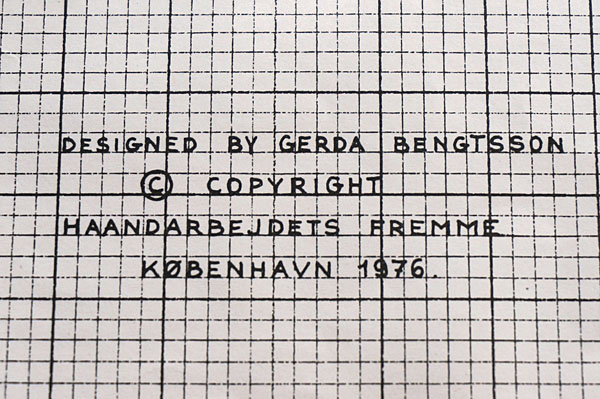 DESIGNED BY GERDA BENGTSSON
© COPYRIGHT
HAANDARBEJDETS FREMME
KØBENHAVN 1976.